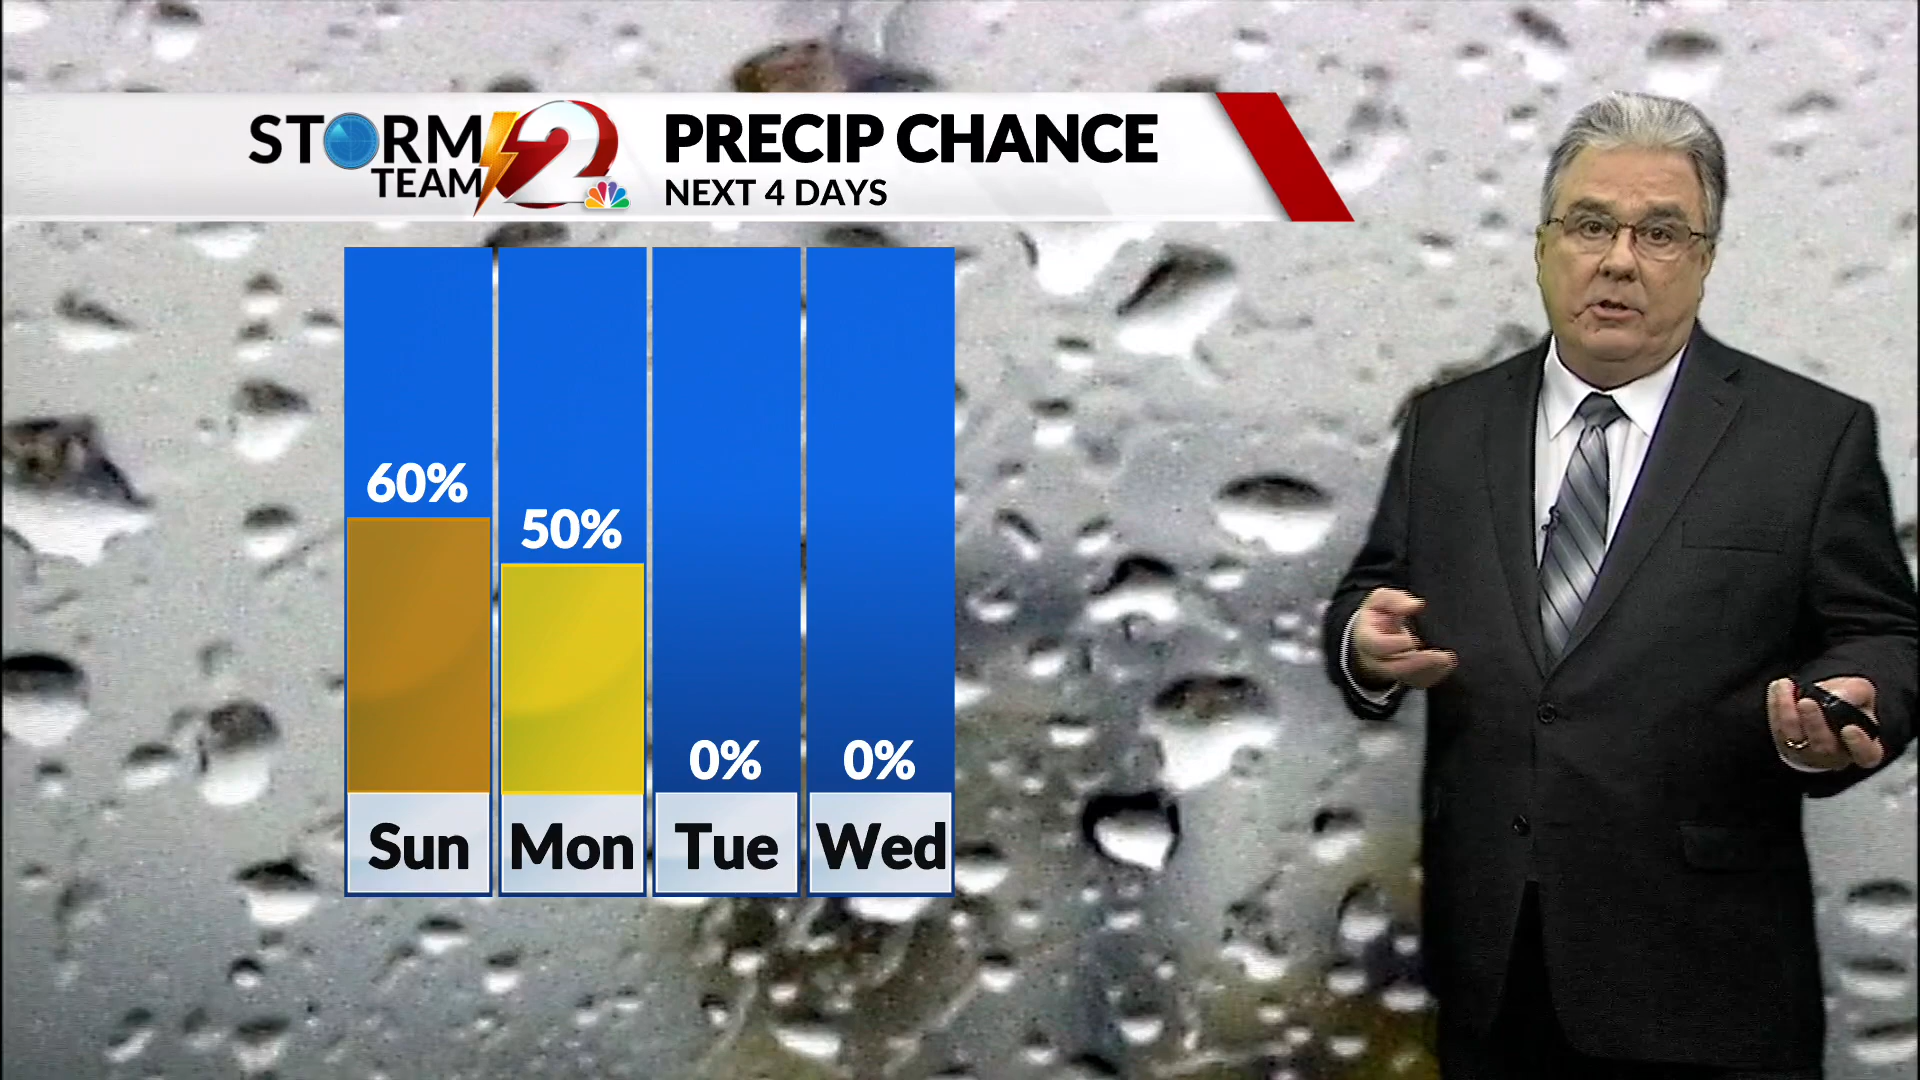 STORM
TEAM
2
PRECIP CHANCE
NEXT 4 DAYS
60%
50%
0%
0%
Sun
Mon
Tue
Wed